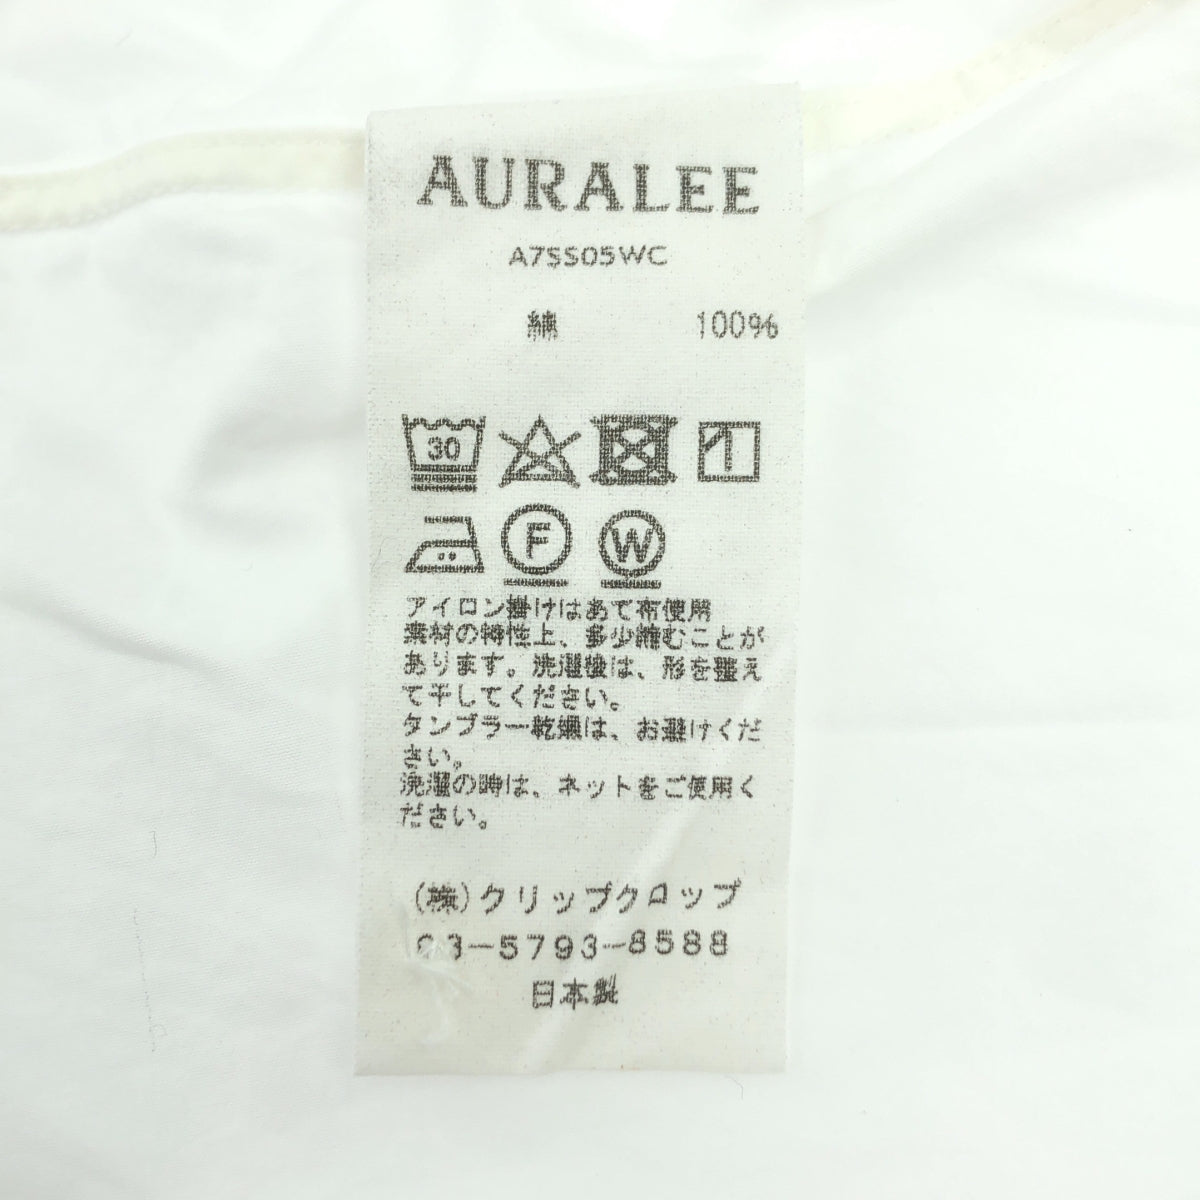 AURALEE
A7SS05WC
綿 100%
30
F W
アイロン掛けはあて布使用
素材の特性上、多少縮むことが
あります。洗濯後は、形を整え
て干してください。
タンブラー乾燥は、お避けくだ
さい。
洗濯の時は、ネットをご使用く
ださい。
(株)クリップクロップ
03-5793-8588
日本製